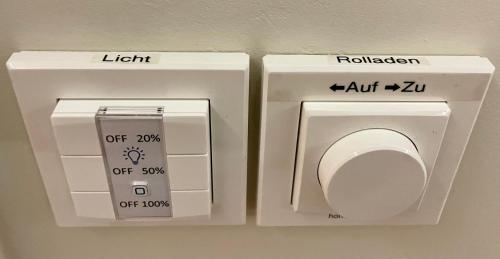 Licht
OFF 20%
OFF 50%
OFF 100%
Rolladen
←Auf →Zu